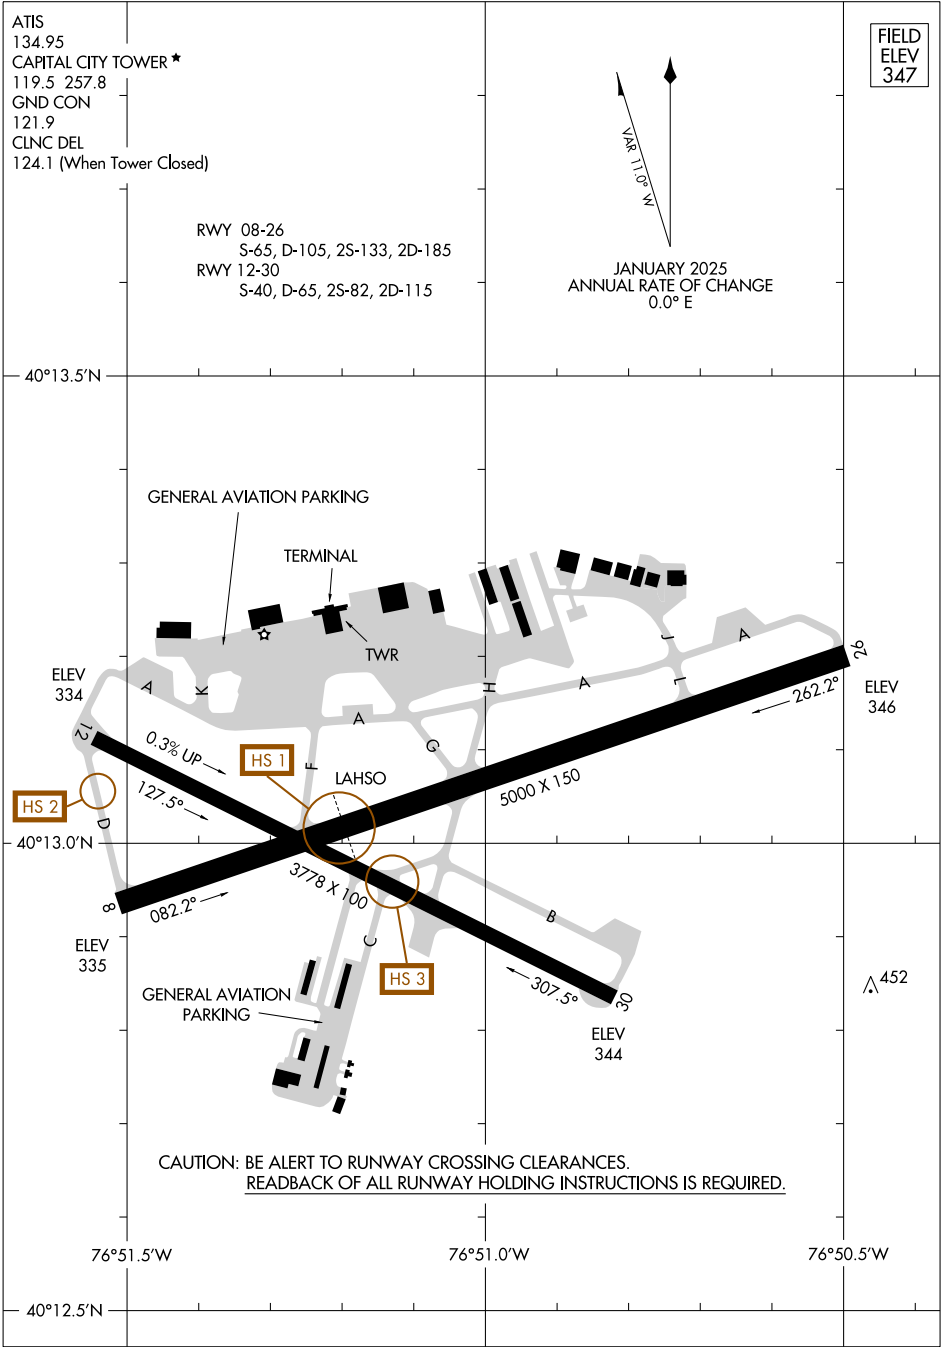 ATIS
134.95
CAPITAL CITY TOWER ★
119.5 257.8
GND CON
121.9
CLNC DEL
124.1 (When Tower Closed)
FIELD
ELEV
347
VAR 11.0° W
JANUARY 2025
ANNUAL RATE OF CHANGE
0.0° E
RWY 08-26
S-65, D-105, 2S-133, 2D-185
RWY 12-30
S-40, D-65, 2S-82, 2D-115
40°13.5'N
GENERAL AVIATION PARKING
TERMINAL
TWR
ELEV
334
A
K
A
F
G
H
A
J
L
A
26
ELEV
346
262.2°
12
0.3% UP
127.5°
HS 1
LAHSO
5000 X 150
HS 2
D
40°13.0'N
3778 X 100
8
082.2°
ELEV
335
C
HS 3
B
307.5°
30
ELEV
344
452
GENERAL AVIATION
PARKING
CAUTION: BE ALERT TO RUNWAY CROSSING CLEARANCES.
READBACK OF ALL RUNWAY HOLDING INSTRUCTIONS IS REQUIRED.
76°51.5'W
76°51.0'W
76°50.5'W
40°12.5'N